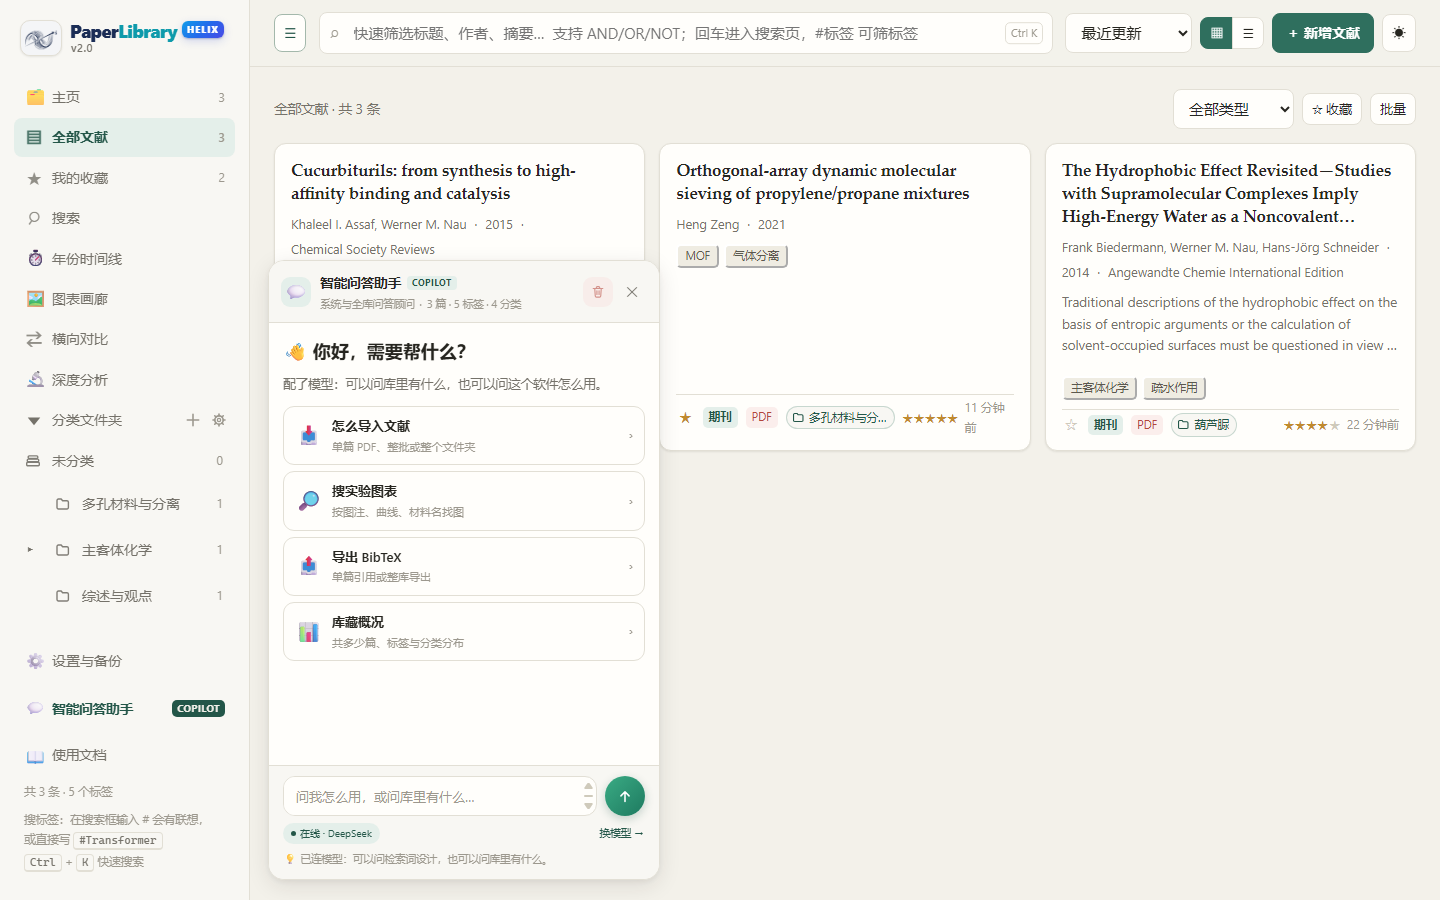 PaperLibrary HELIX
v2.0
主页 3
全部文献 3
我的收藏 2
搜索
年份时间线
图表画廊
横向对比
深度分析
分类文件夹
未分类 0
多孔材料与分离 1
主客体化学 1
综述与观点 1
设置与备份
智能问答助手 COPILOT
使用文档
共 3 条 · 5 个标签
搜标签：在搜索框输入 # 会有联想，
或直接写 #Transformer
Ctrl + K 快速搜索
快速筛选标题、作者、摘要… 支持 AND/OR/NOT；回车进入搜索页，#标签 可筛标签 Ctrl K
最近更新
+ 新增文献
全部文献 · 共 3 条
全部类型
☆ 收藏
批量
Cucurbiturils: from synthesis to high-
affinity binding and catalysis
Khaleel I. Assaf, Werner M. Nau · 2015 ·
Chemical Society Reviews
Orthogonal-array dynamic molecular
sieving of propylene/propane mixtures
Heng Zeng · 2021
MOF 气体分离
★ 期刊 PDF 多孔材料与分... ★★★★★ 11 分钟
前
The Hydrophobic Effect Revisited—Studies
with Supramolecular Complexes Imply
High-Energy Water as a Noncovalent…
Frank Biedermann, Werner M. Nau, Hans-Jörg Schneider ·
2014 · Angewandte Chemie International Edition
Traditional descriptions of the hydrophobic effect on the
basis of entropic arguments or the calculation of
solvent-occupied surfaces must be questioned in view ...
主客体化学 疏水作用
☆ 期刊 PDF 葫芦脲 ★★★★★ 22 分钟前
智能问答助手 COPILOT
系统与全库问答顾问 · 3 篇 · 5 标签 · 4 分类
你好，需要帮什么？
配了模型：可以问库里有什么，也可以问这个软件怎么用。
怎么导入文献
单篇 PDF、整批或整个文件夹
搜实验图表
按图注、曲线、材料名找图
导出 BibTeX
单篇引用或整库导出
库藏概况
共多少篇、标签与分类分布
问我怎么用，或问库里有什么…
在线 · DeepSeek
换模型 →
已连模型：可以问检索词设计，也可以问库里有什么。